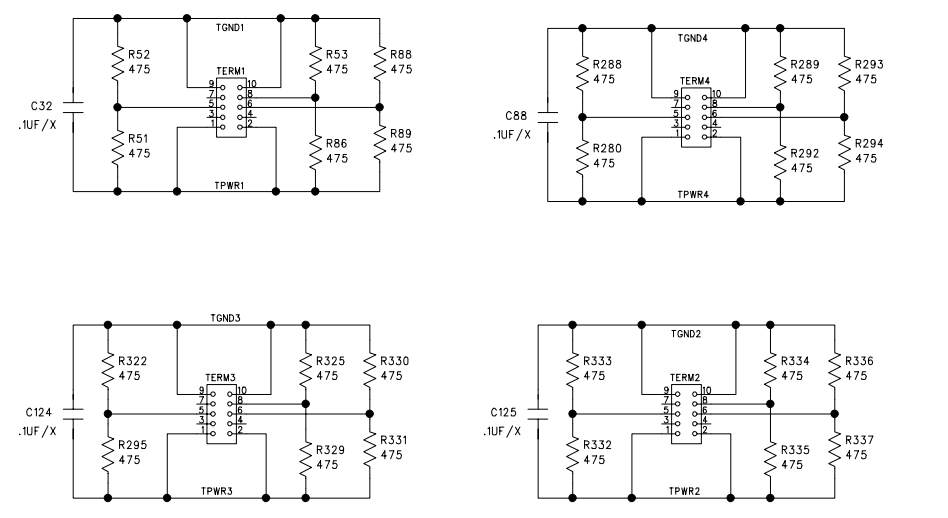 TGND1
R52
475
R53
475
R88
475
TERM1
9 10
7 8
5 6
3 4
1 2
C32
.1UF/X
R51
475
R86
475
R89
475
TPWR1
TGND4
R288
475
R289
475
R293
475
TERM4
9 10
7 8
5 6
3 4
1 2
C88
.1UF/X
R280
475
R292
475
R294
475
TPWR4
TGND3
R322
475
R325
475
R330
475
TERM3
9 10
7 8
5 6
3 4
1 2
C124
.1UF/X
R295
475
R329
475
R331
475
TPWR3
TGND2
R333
475
R334
475
R336
475
TERM2
9 10
7 8
5 6
3 4
1 2
C125
.1UF/X
R332
475
R335
475
R337
475
TPWR2